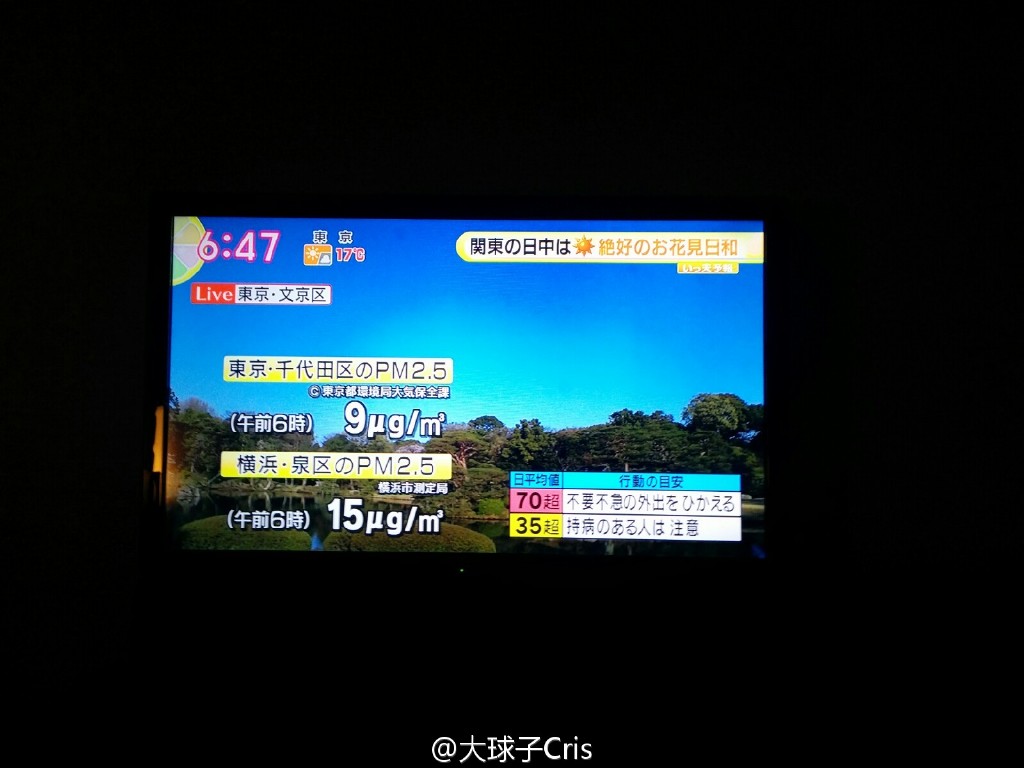 6:47
東京
17℃
関東の日中は 絶好のお花見日和
いつ天予報
Live 東京・文京区
東京・千代田区のPM2.5
©東京都環境局大気保全課
(午前6時) 9μg/㎥
横浜・泉区のPM2.5
横浜市測定局
(午前6時) 15μg/㎥
日平均値 行動の目安
70超 不要不急の外出をひかえる
35超 持病のある人は 注意
@大球子Cris